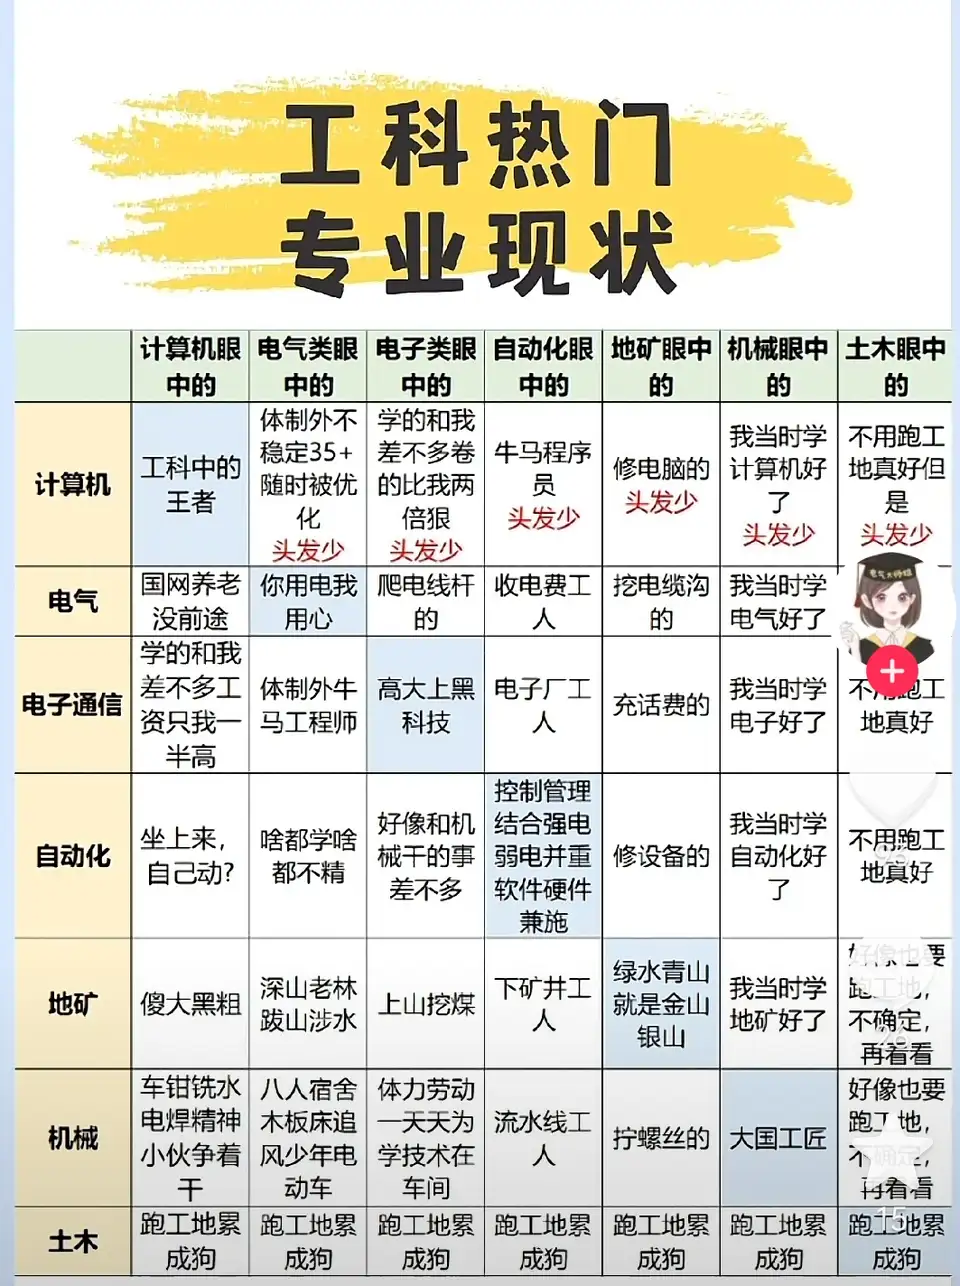 工科热门
专业现状
计算机眼中的
电气类眼中的
电子类眼中的
自动化眼中的
地矿眼中的
机械眼中的
土木眼中的
计算机
工科中的王者
体制外不稳定35+随时被优化
头发少
学的和我差不多卷的比我两倍狠
头发少
牛马程序员
头发少
修电脑的
头发少
我当时学计算机好了
头发少
不用跑工地真好但是
头发少
电气
国网养老没前途
你用电我用心
爬电线杆的
收电费工人
挖电缆沟的
我当时学电气好了
电子通信
学的和我差不多工资只我一半高
体制外牛马工程师
高大上黑科技
电子厂工人
充话费的
我当时学电子好了
不用跑工地真好
自动化
坐上来,自己动?
啥都学啥都不精
好像和机械干的事差不多
控制管理结合强电弱电并重软件硬件兼施
修设备的
我当时学自动化好了
不用跑工地真好
地矿
傻大黑粗
深山老林跋山涉水
上山挖煤
下矿井工人
绿水青山就是金山银山
我当时学地矿好了
好像也要跑工地,不确定,再看看
机械
车钳铣水电焊精神小伙争着干
八人宿舍木板床追风少年电动车
体力劳动一天天为学技术在车间
流水线工人
拧螺丝的
大国工匠
好像也要跑工地,不确定,再看看
土木
跑工地累成狗
跑工地累成狗
跑工地累成狗
跑工地累成狗
跑工地累成狗
跑工地累成狗
跑工地累成狗
15